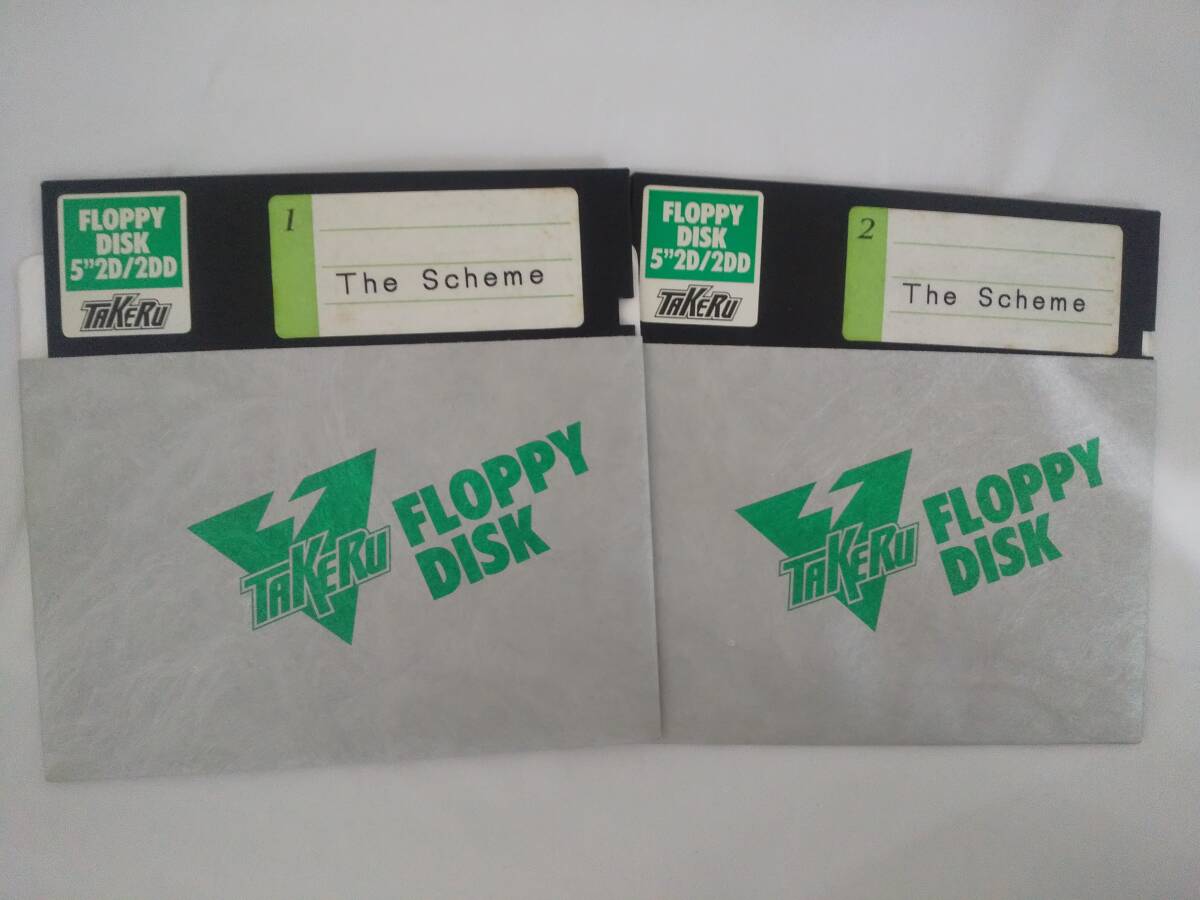 FLOPPY
DISK
5"2D/2DD
TAKERU
1
The Scheme
FLOPPY
DISK
5"2D/2DD
TAKERU
2
The Scheme
TAKERU
FLOPPY
DISK
TAKERU
FLOPPY
DISK